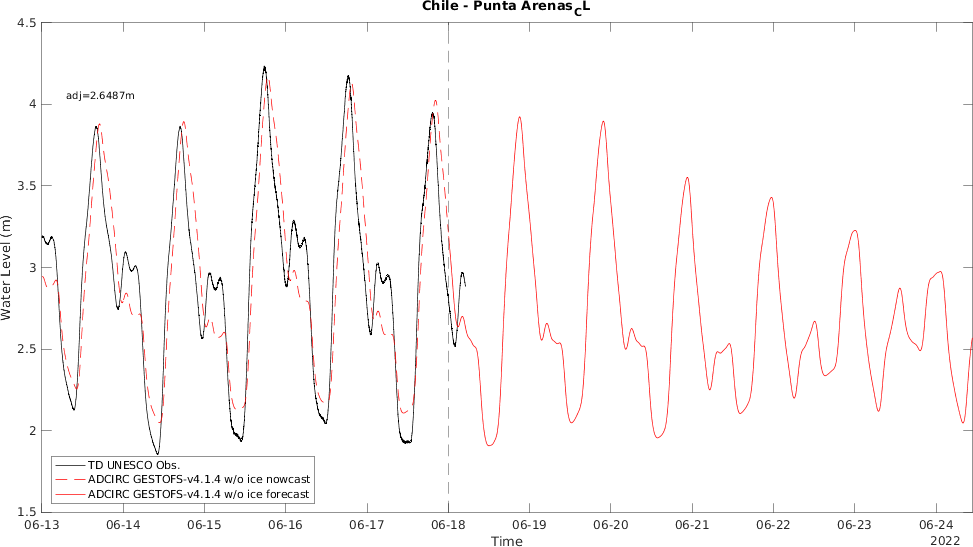 Chile - Punta Arenas_CL
4.5
adj=2.6487m
4
3.5
3
2.5
2
1.5
Water Level (m)
TD UNESCO Obs.
ADCIRC GESTOFS-v4.1.4 w/o ice nowcast
ADCIRC GESTOFS-v4.1.4 w/o ice forecast
06-13 06-14 06-15 06-16 06-17 06-18 06-19 06-20 06-21 06-22 06-23 06-24
Time
2022